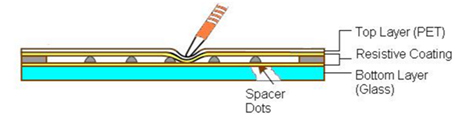 Top Layer (PET)
Resistive Coating
Bottom Layer
(Glass)
Spacer
Dots